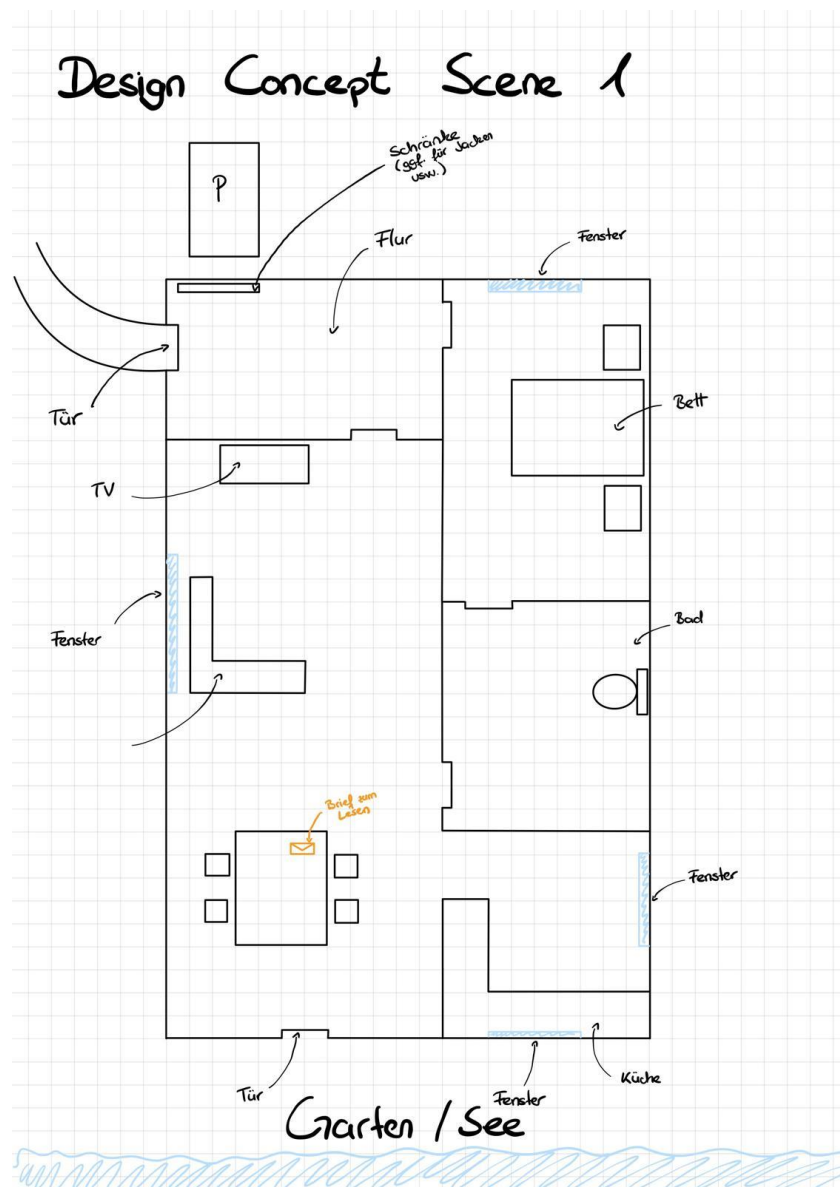 Design Concept Scene 1
P
Schränke
(ggf. für Jacken
usw.)
Flur
Fenster
Tür
Bett
TV
Fenster
Bad
Brief zum
Lesen
Fenster
Küche
Tür
Fenster
Garten / See